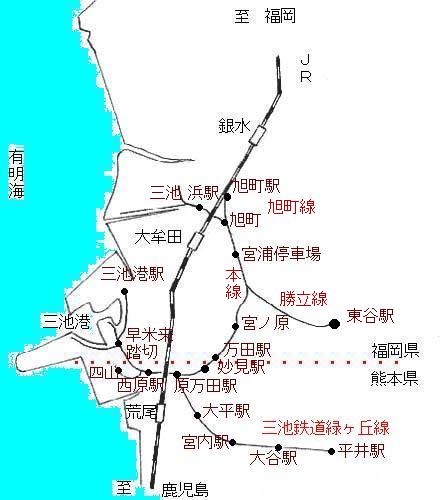 至 福岡
JR
銀水
有明海
三池浜駅
旭町駅
旭町線
旭町
大牟田
宮浦停車場
本線
三池港駅
勝立線
三池港
宮ノ原
東谷駅
早米来
踏切
万田駅
福岡県
四山
妙見駅
西原駅
原万田駅
熊本県
荒尾
大平駅
三池鉄道緑ヶ丘線
宮内駅
大谷駅
平井駅
至 鹿児島